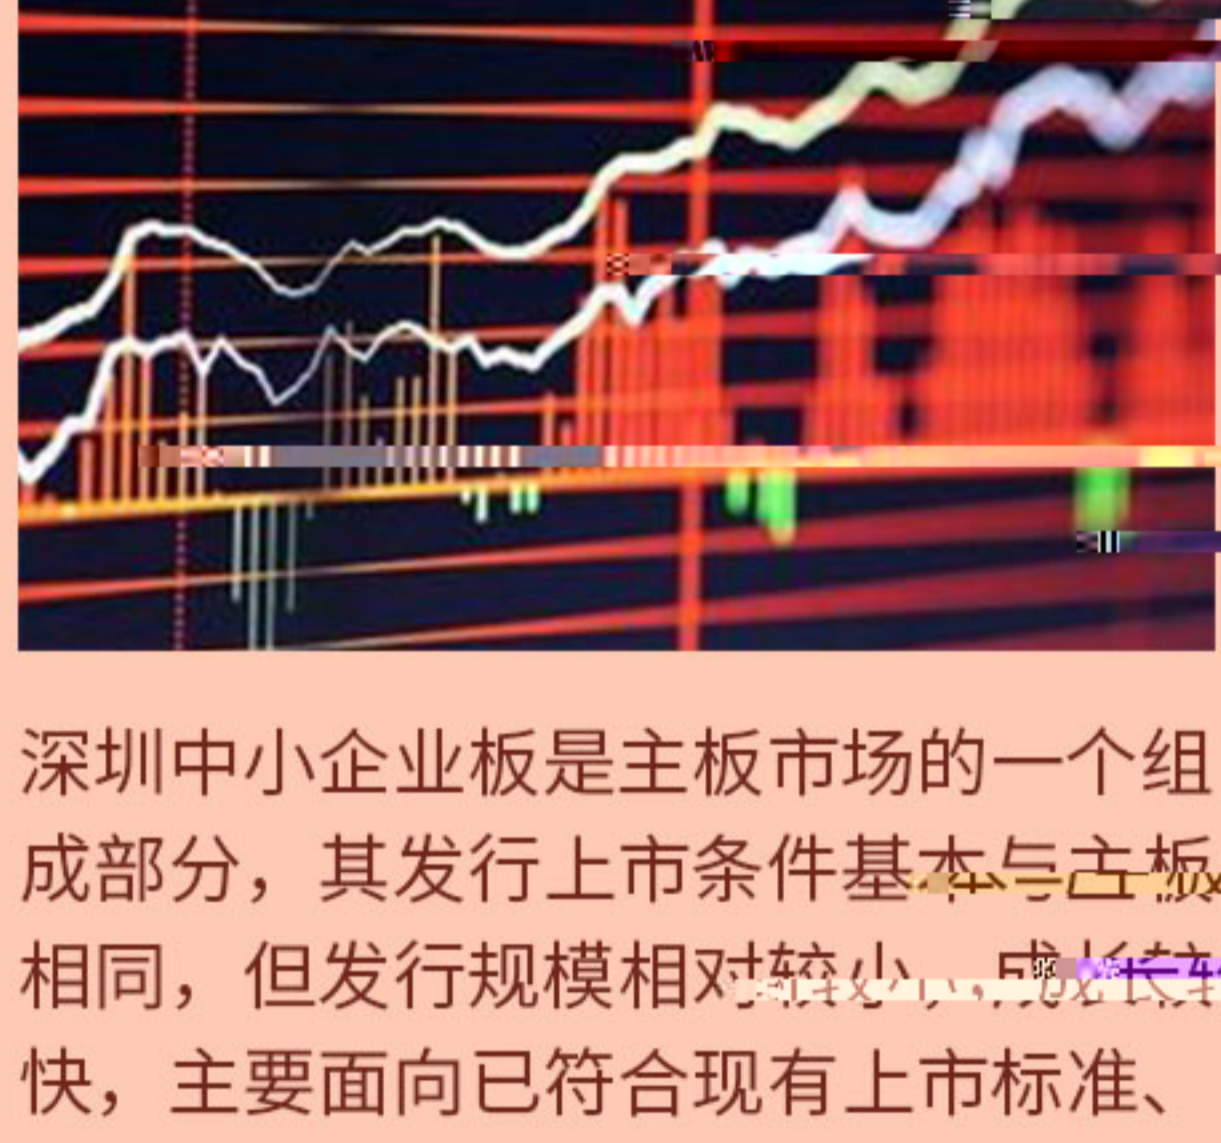 深圳中小企业板是主板市场的一个组
成部分，其发行上市条件基本与主板
相同，但发行规模相对较小，成长较
快，主要面向已符合现有上市标准、